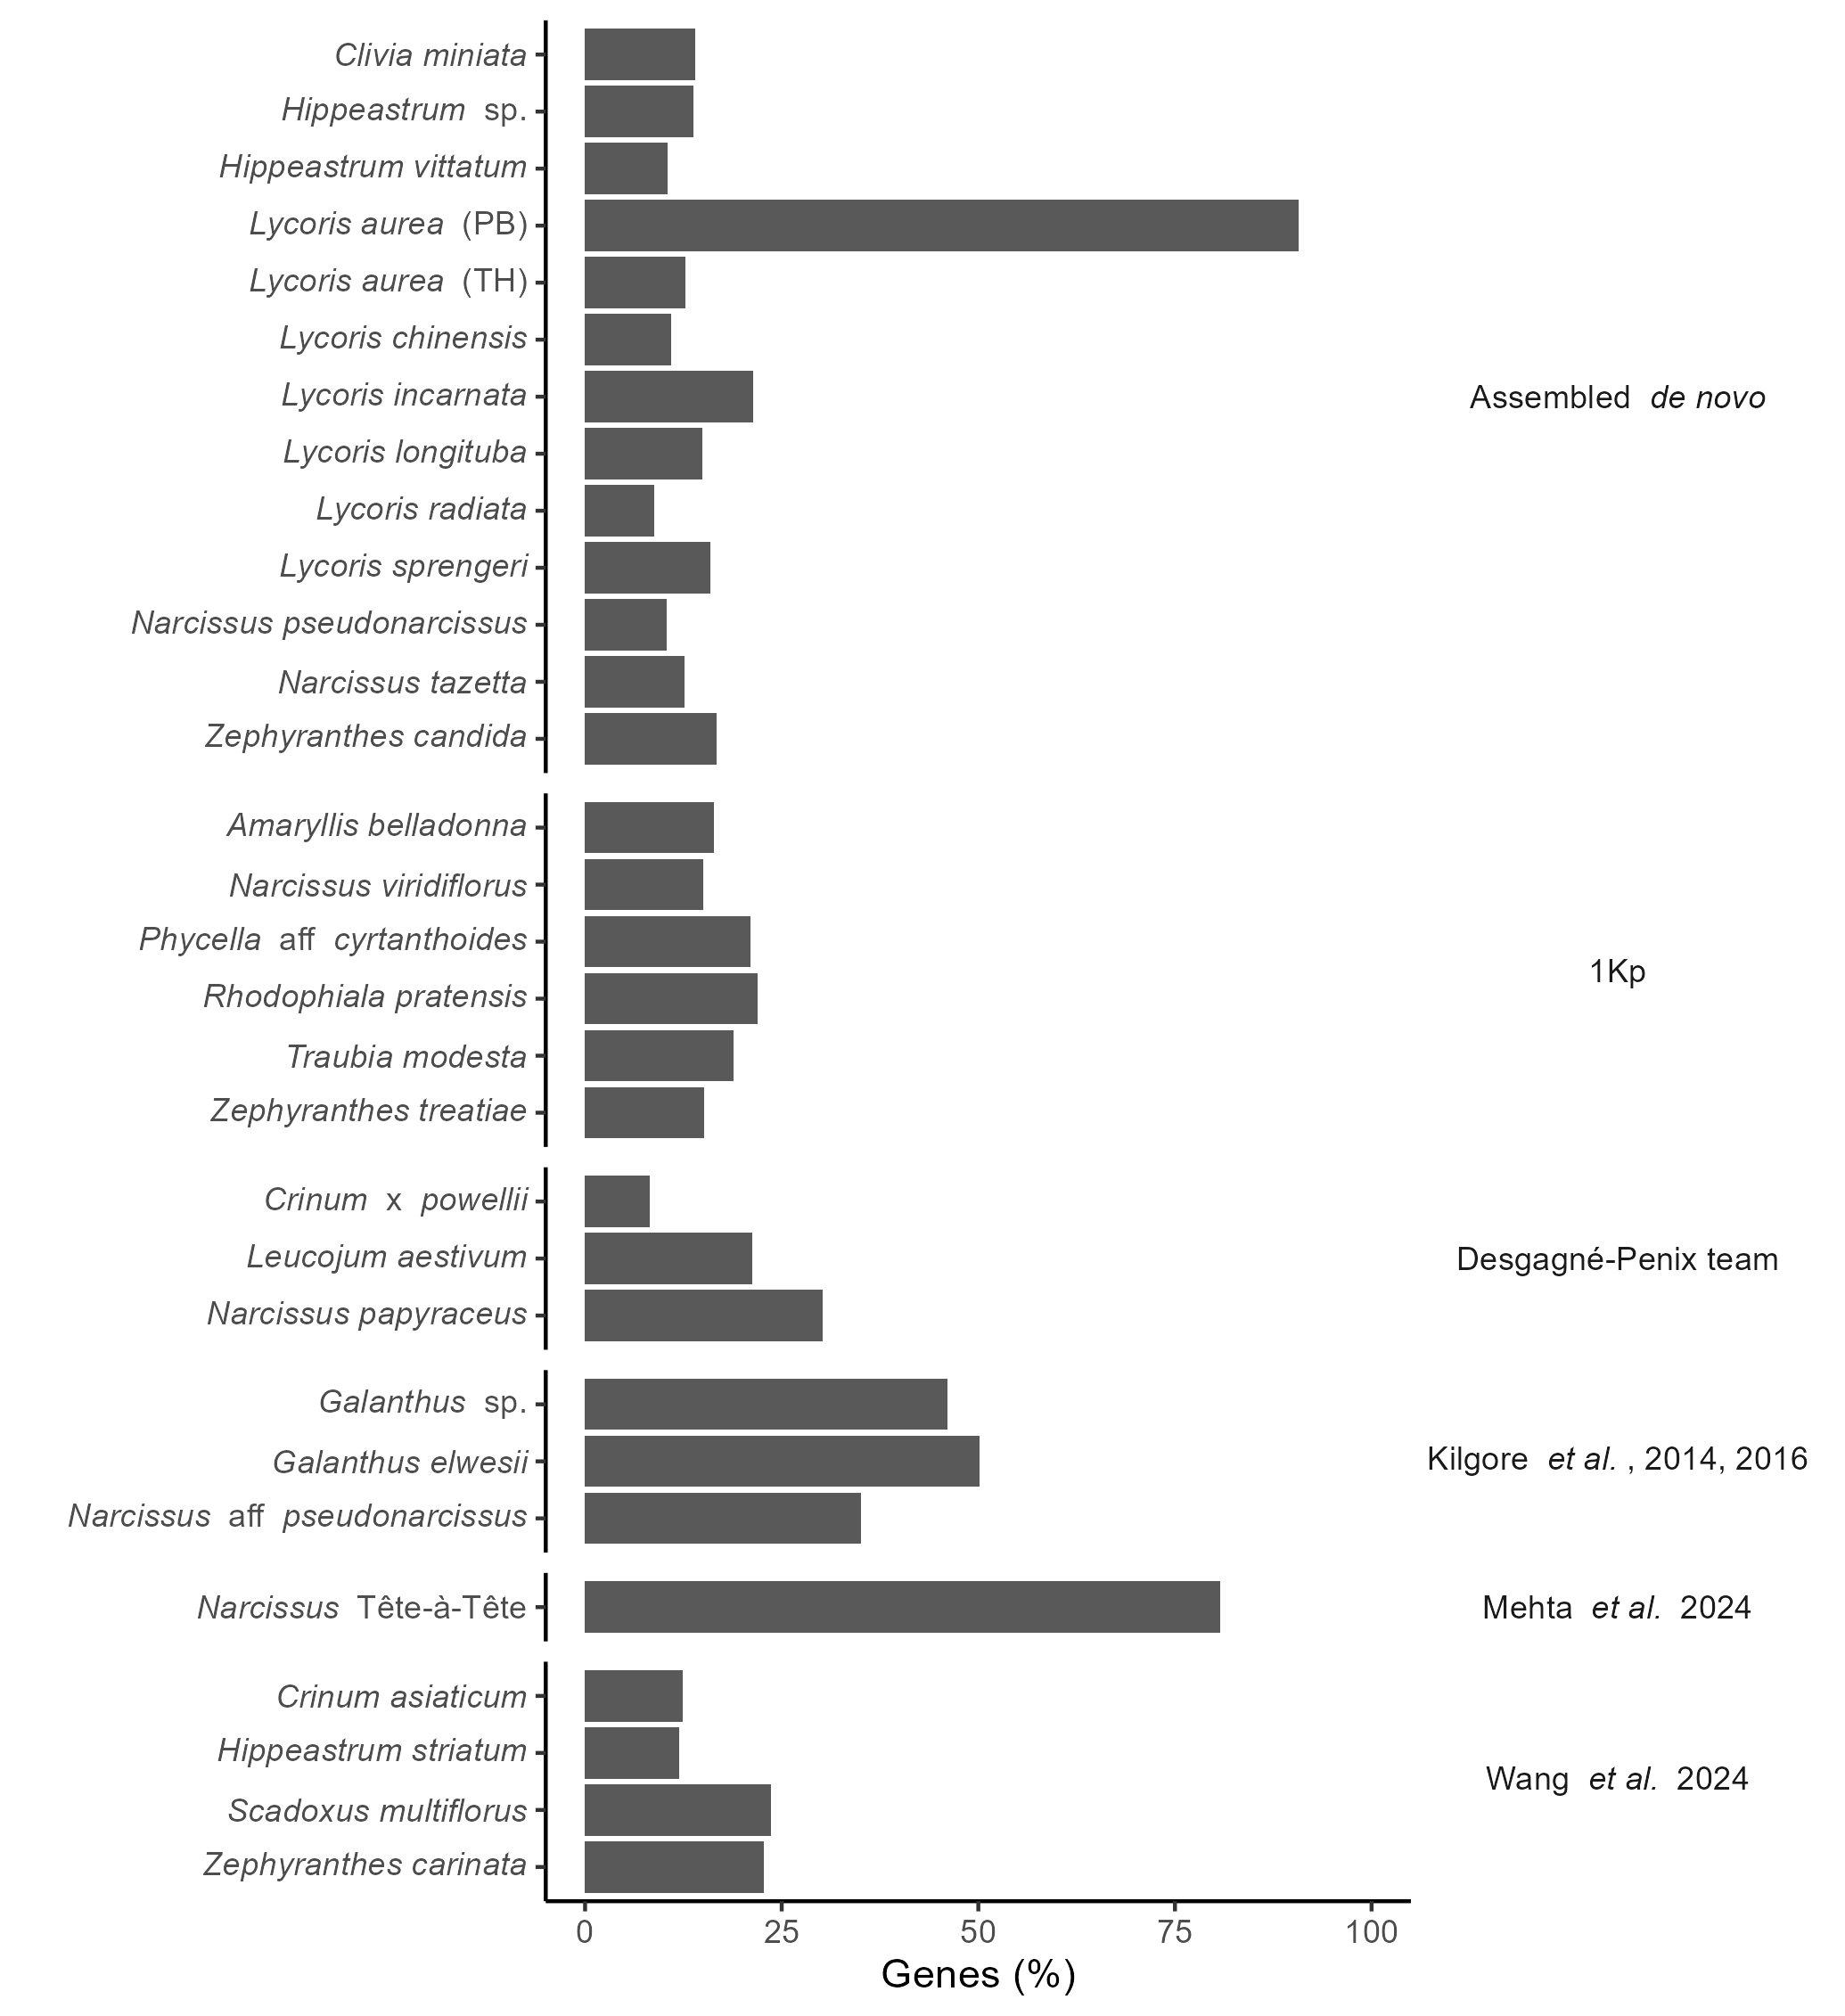 Clivia miniata
Hippeastrum sp.
Hippeastrum vittatum
Lycoris aurea (PB)
Lycoris aurea (TH)
Lycoris chinensis
Lycoris incarnata
Lycoris longituba
Lycoris radiata
Lycoris sprengeri
Narcissus pseudonarcissus
Narcissus tazetta
Zephyranthes candida
Assembled de novo
Amaryllis belladonna
Narcissus viridiflorus
Phycella aff cyrtanthoides
Rhodophiala pratensis
Traubia modesta
Zephyranthes treatiae
1Kp
Crinum x powellii
Leucojum aestivum
Narcissus papyraceus
Desgagné-Penix team
Galanthus sp.
Galanthus elwesii
Narcissus aff pseudonarcissus
Kilgore et al. , 2014, 2016
Narcissus Tête-à-Tête
Mehta et al. 2024
Crinum asiaticum
Hippeastrum striatum
Scadoxus multiflorus
Zephyranthes carinata
Wang et al. 2024
0 25 50 75 100
Genes (%)